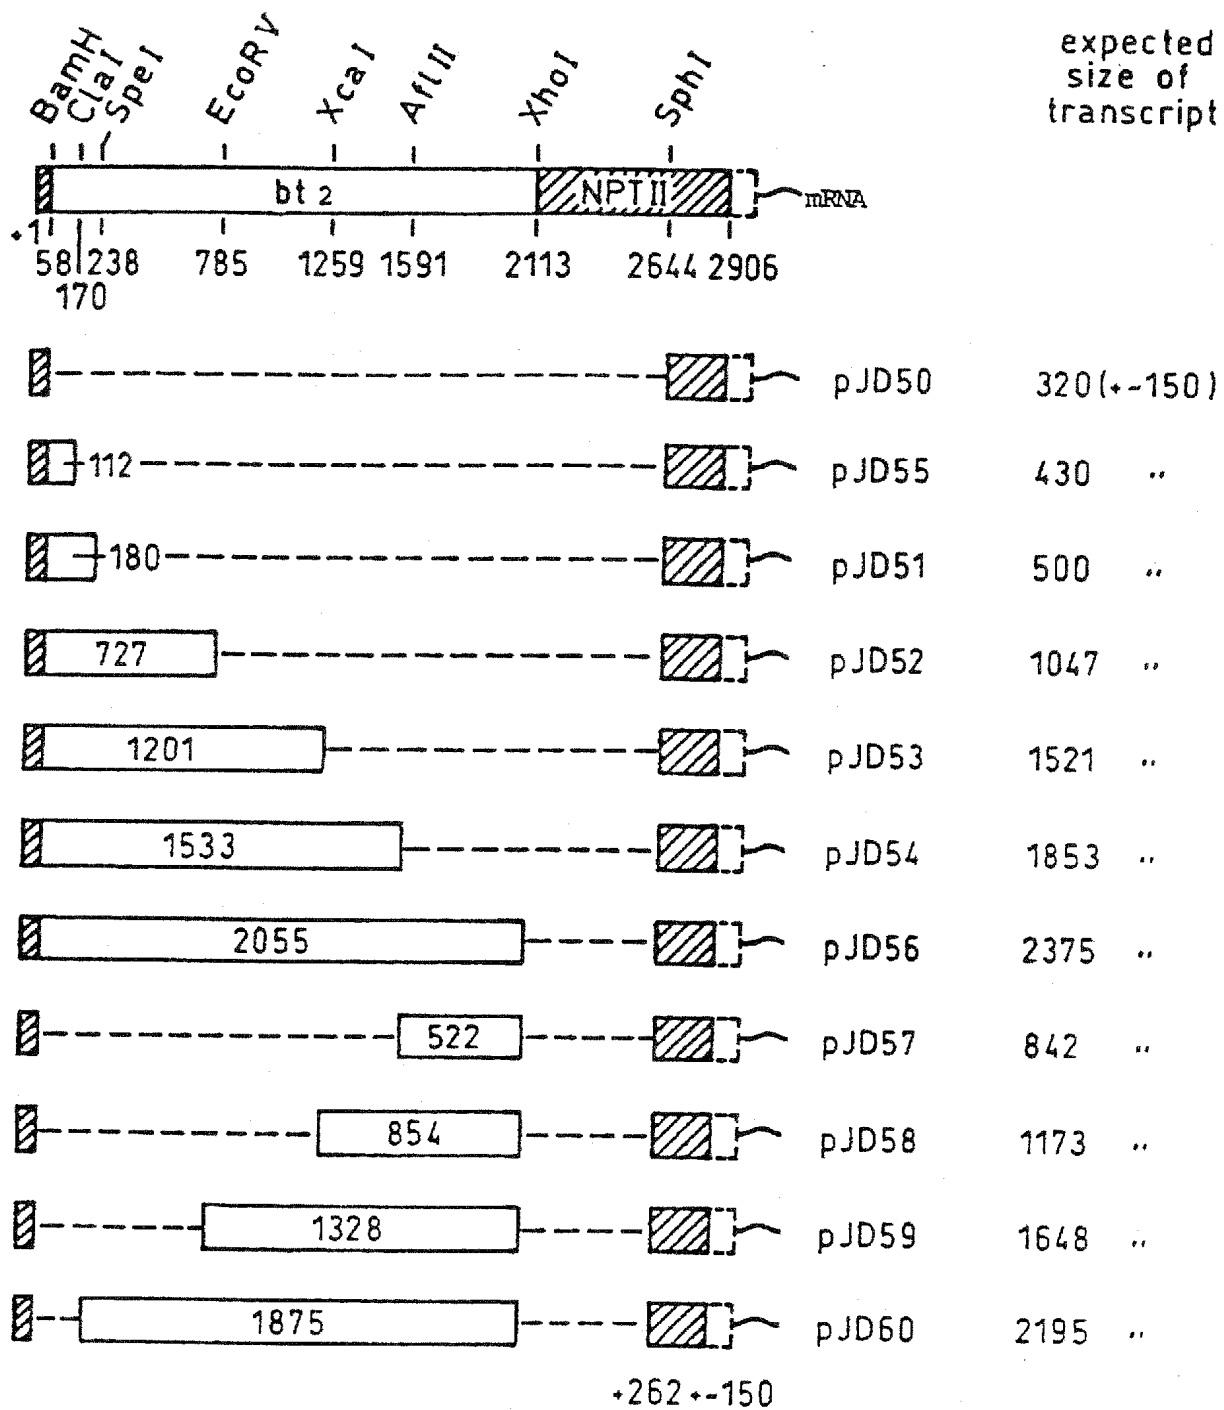 BamH ClaI SpeI EcoRV XcaI AflII XhoI SphI
expected
size of
transcript
bt 2 NPTII mRNA
+1
58 238 785 1259 1591 2113 2644 2906
170
pJD50 320(+-150)
112 pJD55 430 "
180 pJD51 500 "
727 pJD52 1047 "
1201 pJD53 1521 "
1533 pJD54 1853 "
2055 pJD56 2375 "
522 pJD57 842 "
854 pJD58 1173 "
1328 pJD59 1648 "
1875 pJD60 2195 "
+262 +-150